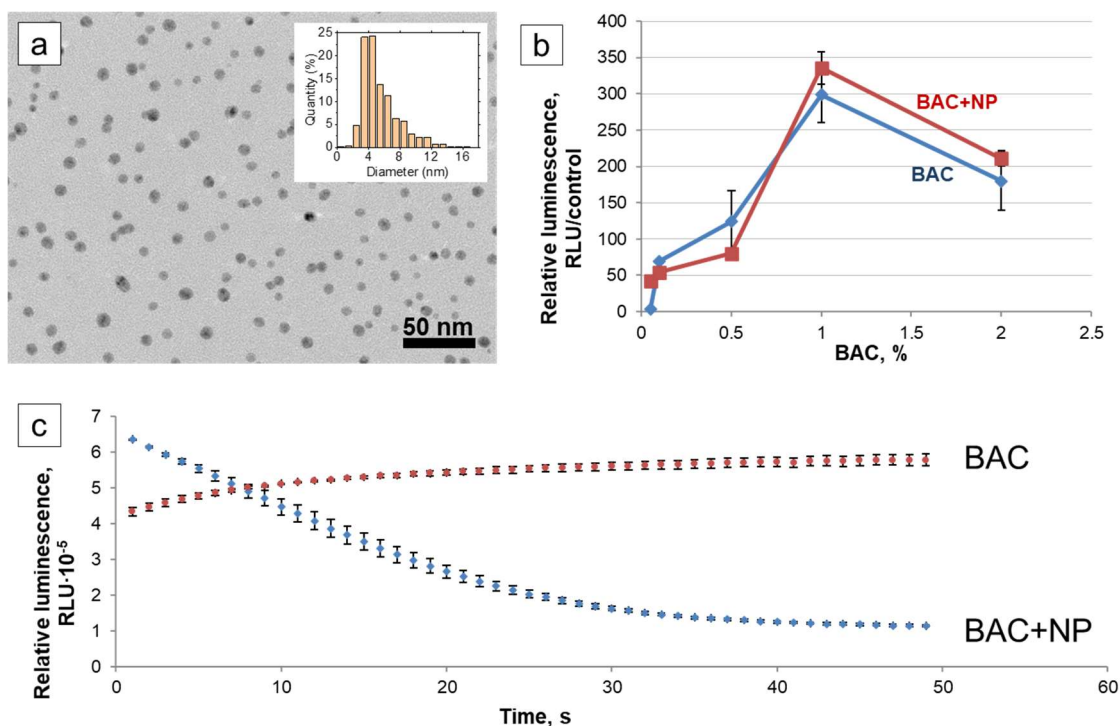 a
25
20
15
10
5
0
Quantity (%)
0 4 8 12 16
Diameter (nm)
50 nm
b
400
350
300
250
200
150
100
50
0
Relative luminescence,
RLU/control
BAC+NP
BAC
0 0.5 1 1.5 2 2.5
BAC, %
c
7
6
5
4
3
2
1
0
Relative luminescence,
RLU·10⁻⁵
BAC
BAC+NP
0 10 20 30 40 50 60
Time, s